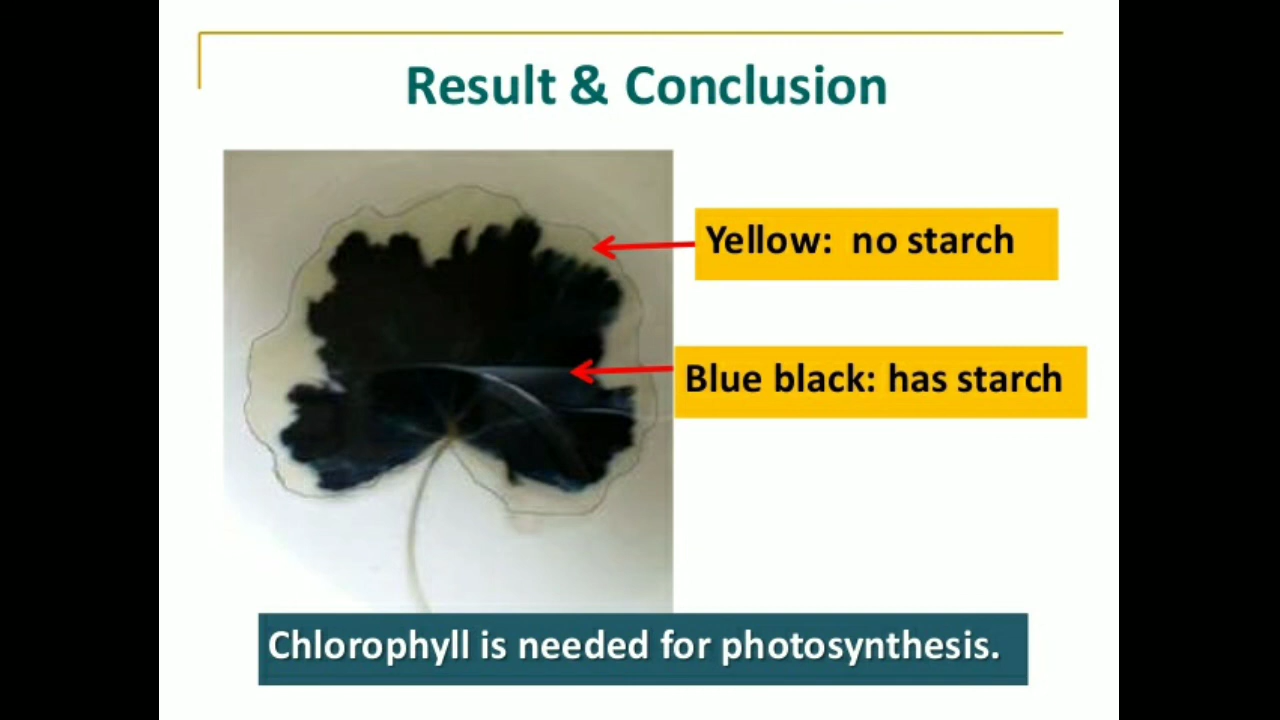 Result & Conclusion
Yellow: no starch
Blue black: has starch
Chlorophyll is needed for photosynthesis.